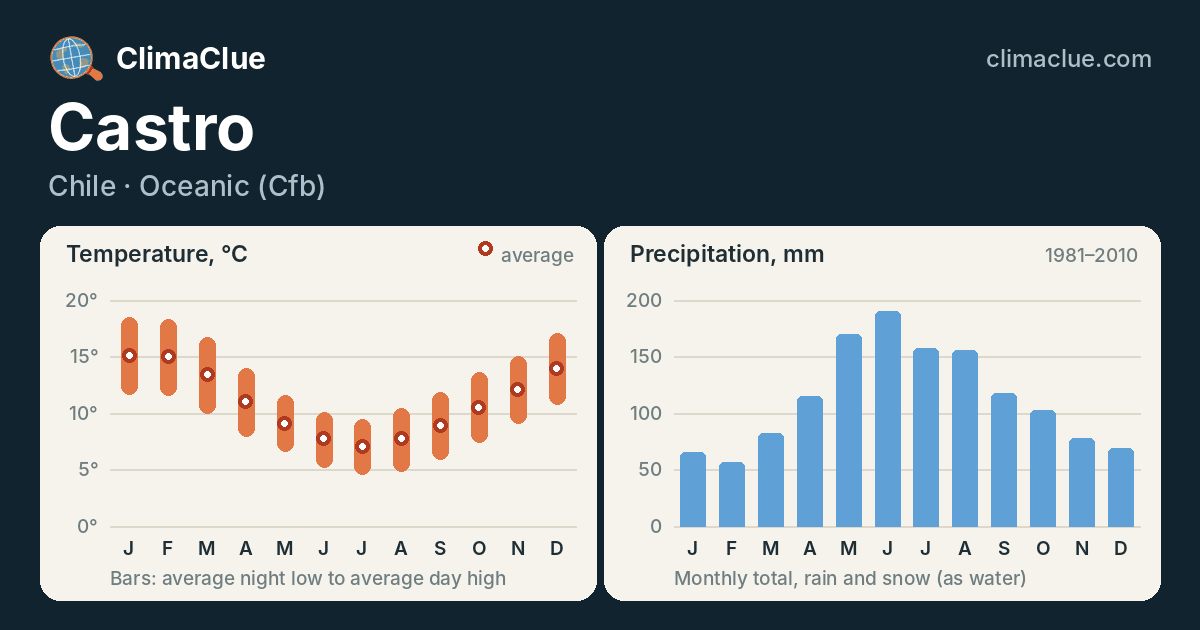 ClimaClue
climaclue.com
Castro
Chile · Oceanic (Cfb)
Temperature, °C
average
20°
15°
10°
5°
0°
J F M A M J J A S O N D
Bars: average night low to average day high
Precipitation, mm
1981–2010
200
150
100
50
0
J F M A M J J A S O N D
Monthly total, rain and snow (as water)